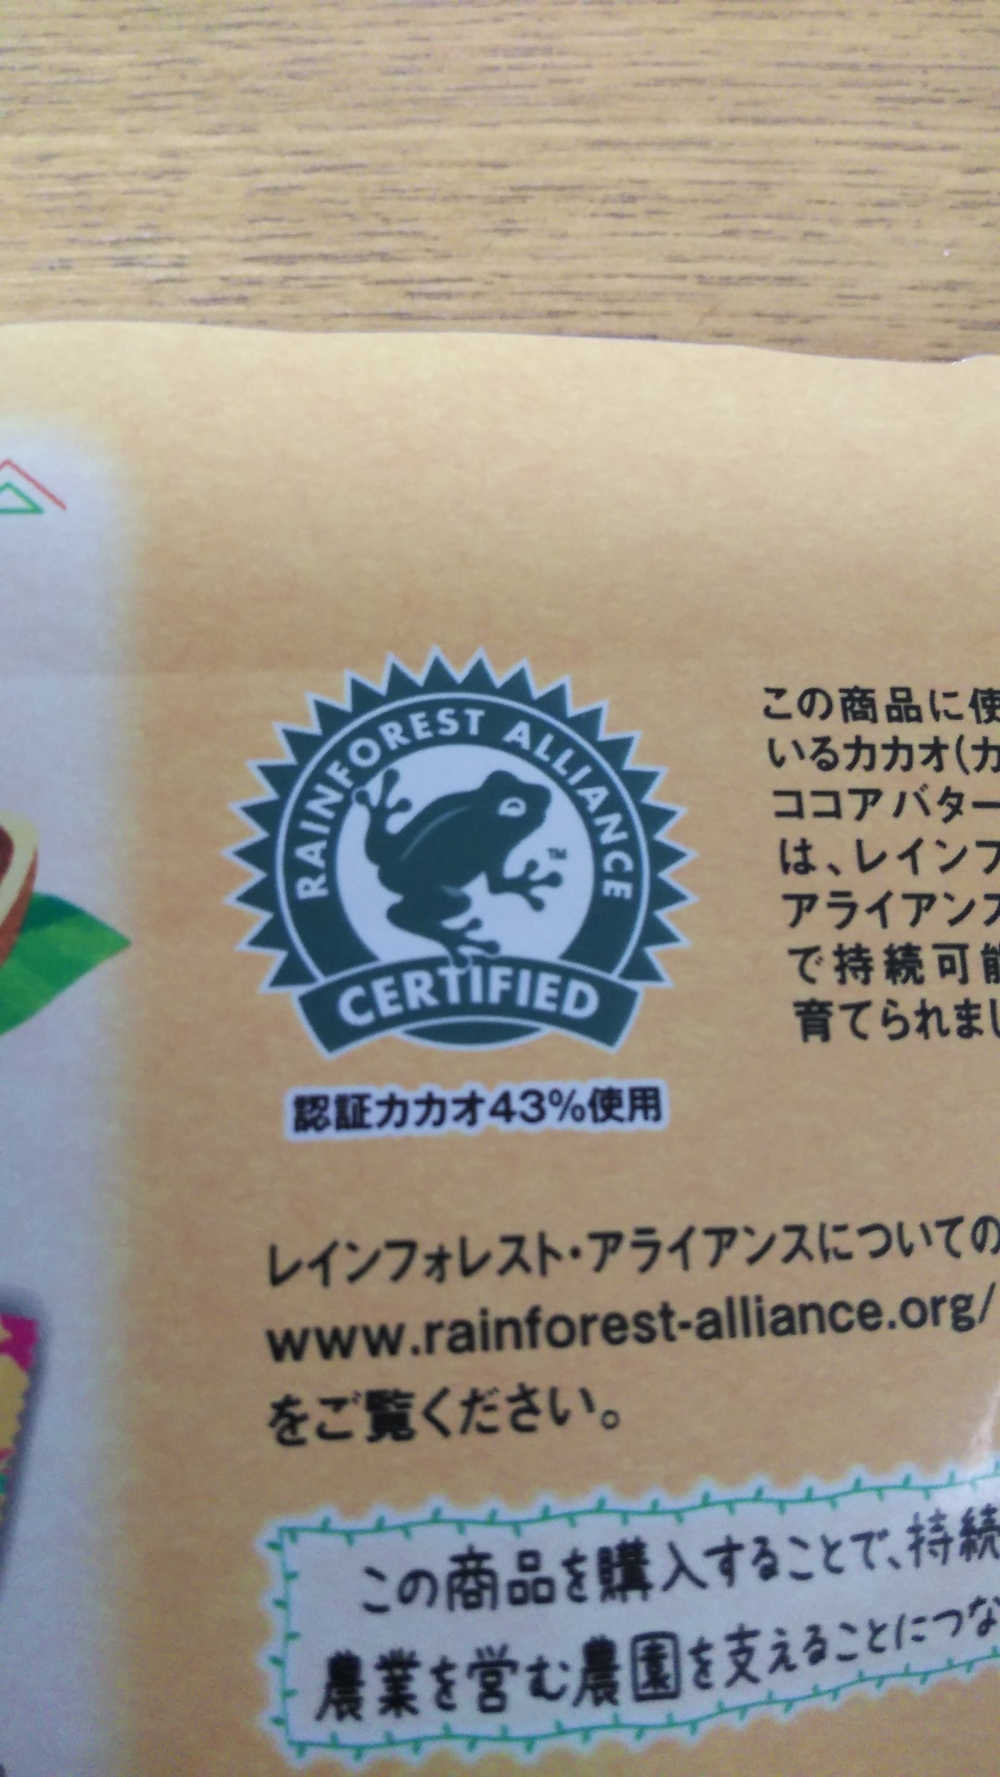 RAINFOREST ALLIANCE
TM
CERTIFIED
認証カカオ43%使用
この商品に使
いるカカオ(カ
ココアバター
は、レインフ
アライアンス
で持続可能
育てられまし
レインフォレスト・アライアンスについての
www.rainforest-alliance.org/
をご覧ください。
この商品を購入することで、持続
農業を営む農園を支えることにつな